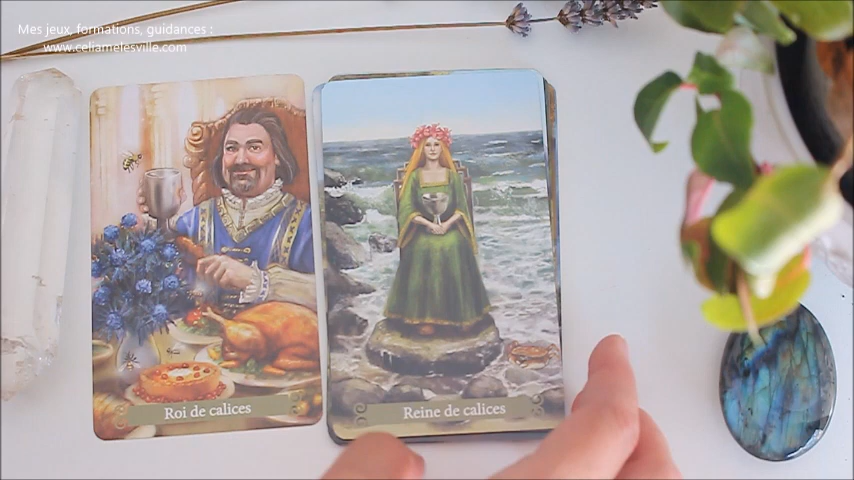 Mes jeux, formations, guidances :
www.celiamelesville.com
Roi de calices
Reine de calices